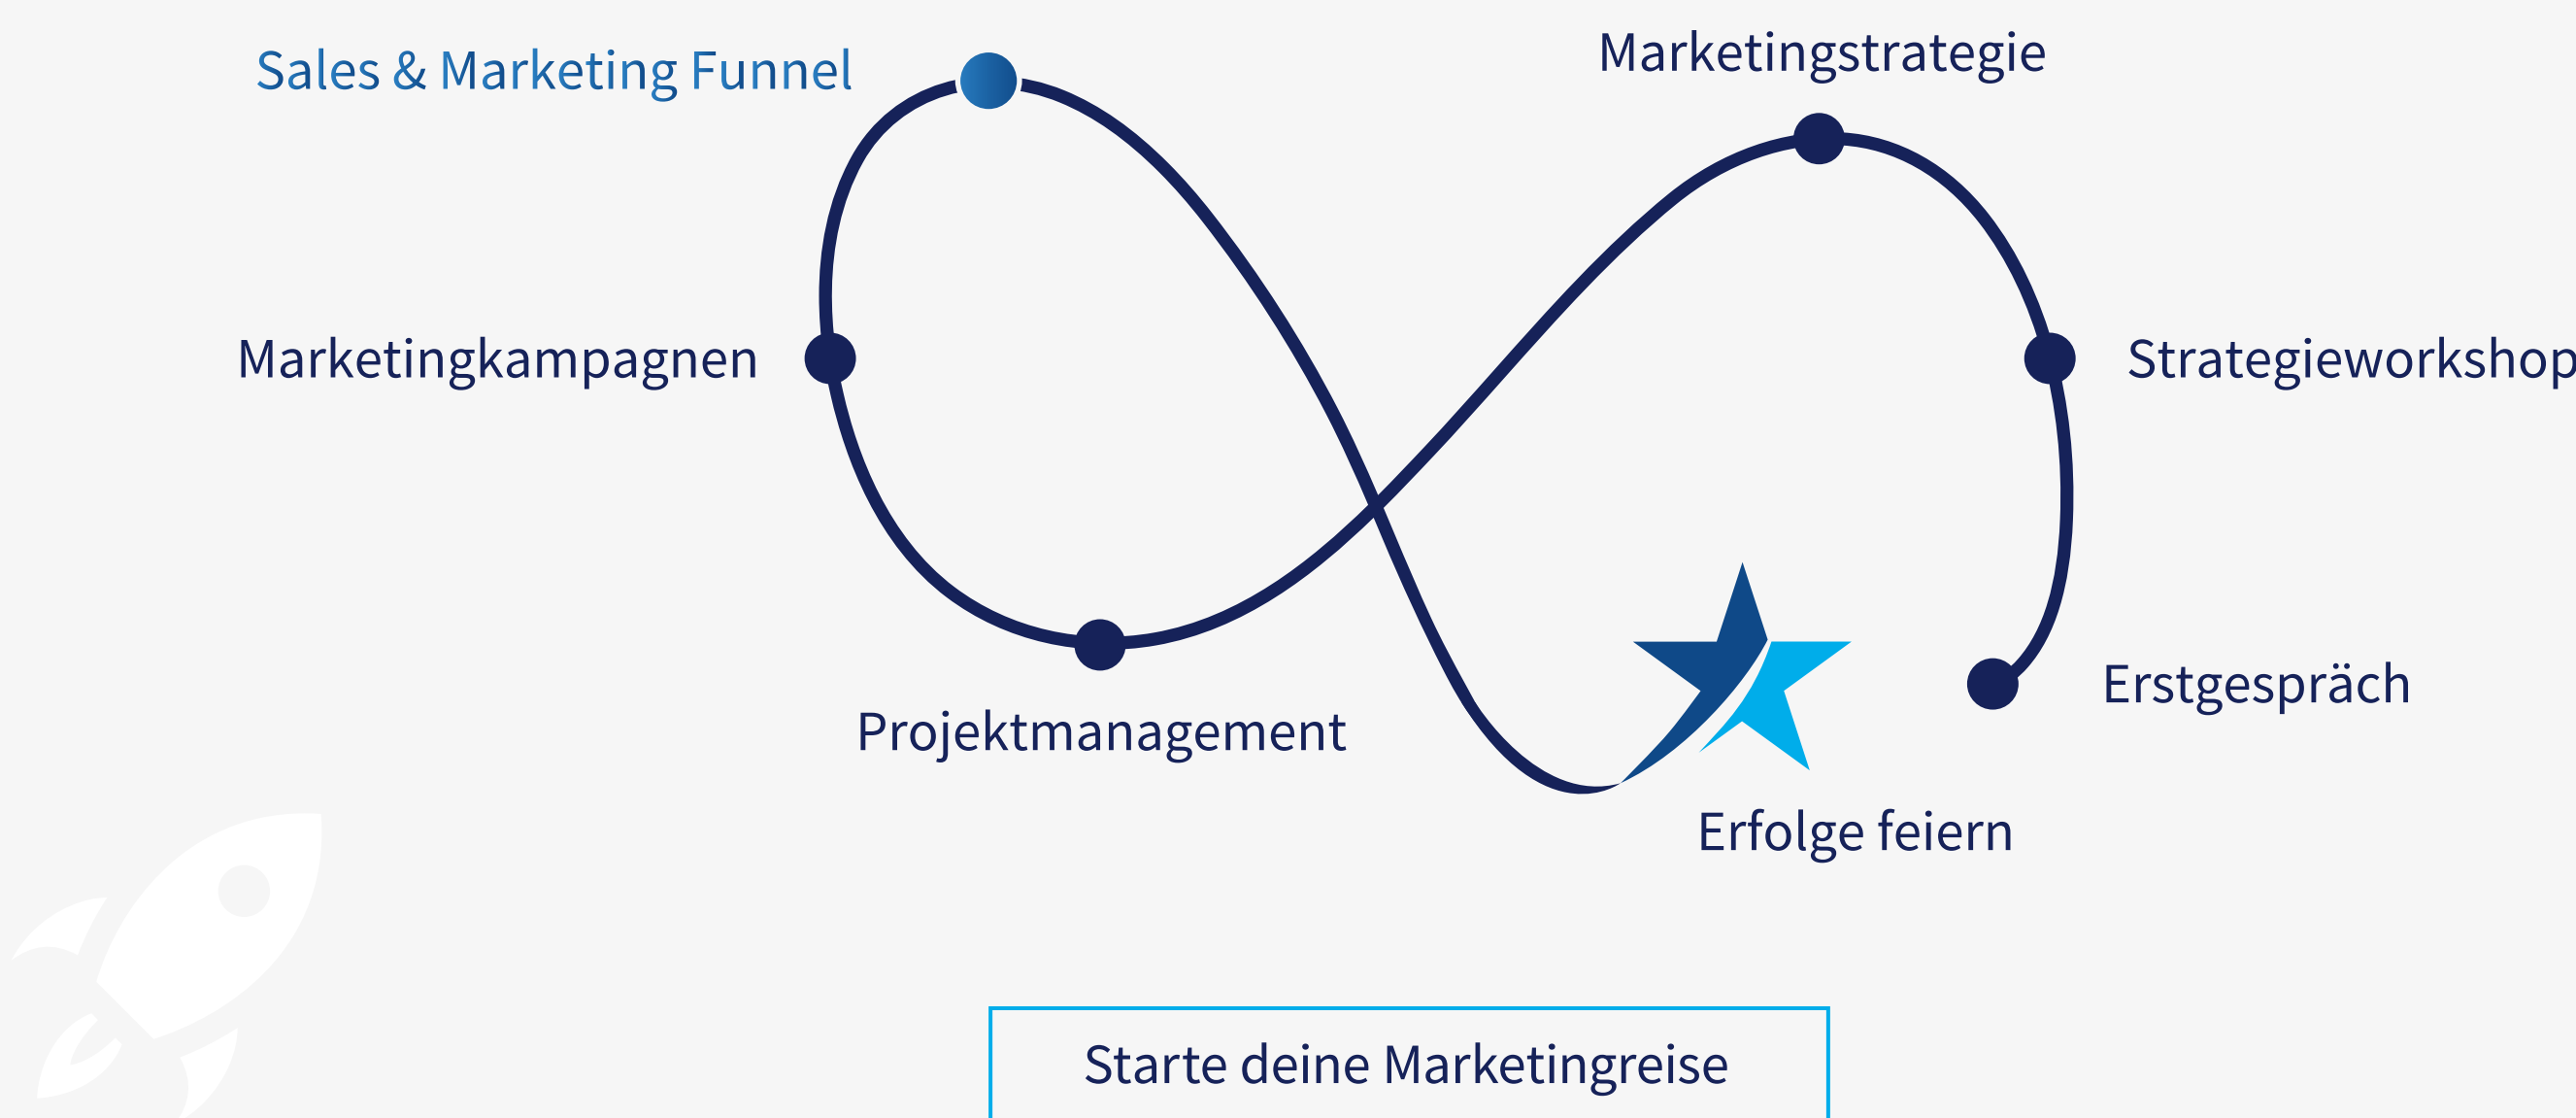 Sales & Marketing Funnel
Marketingstrategie
Marketingkampagnen
Strategieworkshop
Projektmanagement
Erstgespräch
Erfolge feiern
Starte deine Marketingreise